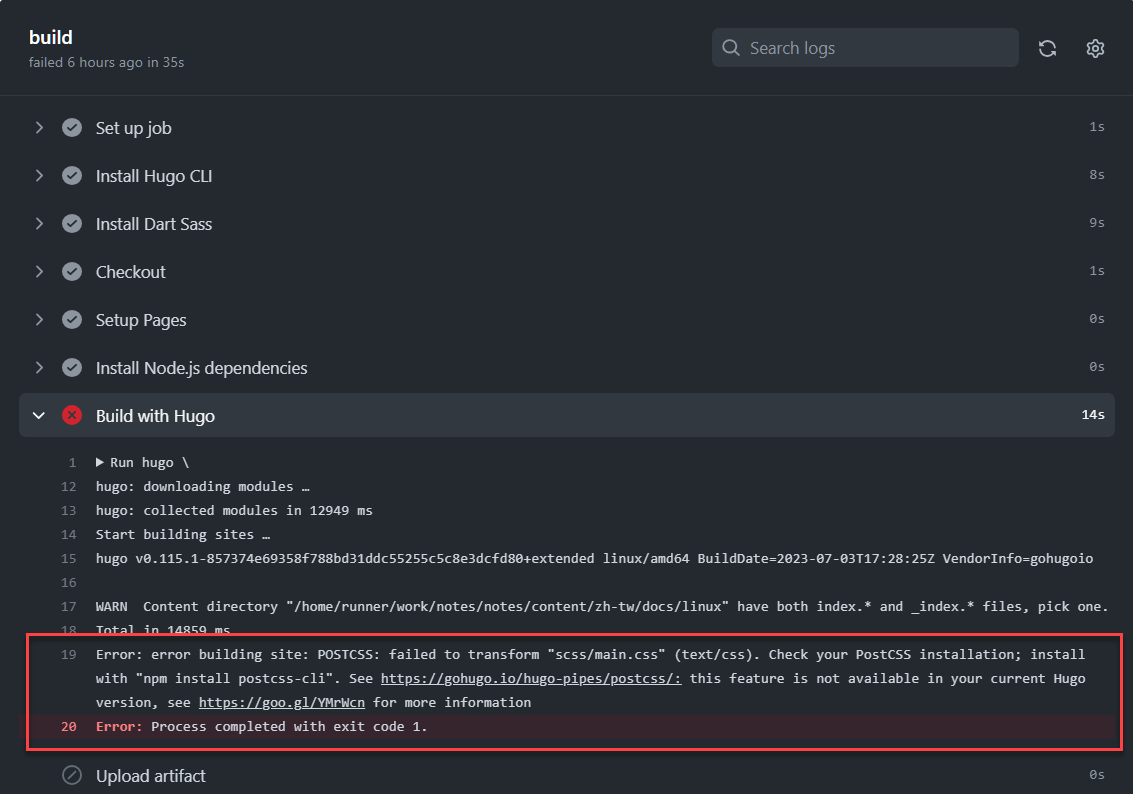 build
failed 6 hours ago in 35s
Search logs
Set up job 1s
Install Hugo CLI 8s
Install Dart Sass 9s
Checkout 1s
Setup Pages 0s
Install Node.js dependencies 0s
Build with Hugo 14s
1 Run hugo \
12 hugo: downloading modules …
13 hugo: collected modules in 12949 ms
14 Start building sites …
15 hugo v0.115.1-857374e69358f788bd31ddc55255c5c8e3dcfd80+extended linux/amd64 BuildDate=2023-07-03T17:28:25Z VendorInfo=gohugoio
16
17 WARN  Content directory "/home/runner/work/notes/notes/content/zh-tw/docs/linux" have both index.* and _index.* files, pick one.
18 Total in 14859 ms
19 Error: error building site: POSTCSS: failed to transform "scss/main.css" (text/css). Check your PostCSS installation; install
with "npm install postcss-cli". See https://gohugo.io/hugo-pipes/postcss/: this feature is not available in your current Hugo
version, see https://goo.gl/YMrWcn for more information
20 Error: Process completed with exit code 1.
Upload artifact 0s